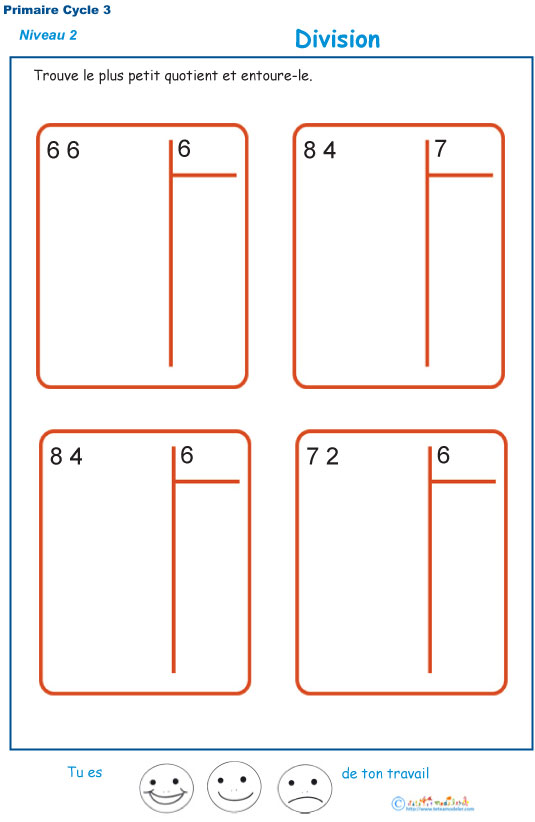 Primaire Cycle 3
Niveau 2
Division
Trouve le plus petit quotient et entoure-le.
6 6 6
8 4 7
8 4 6
7 2 6
Tu es de ton travail